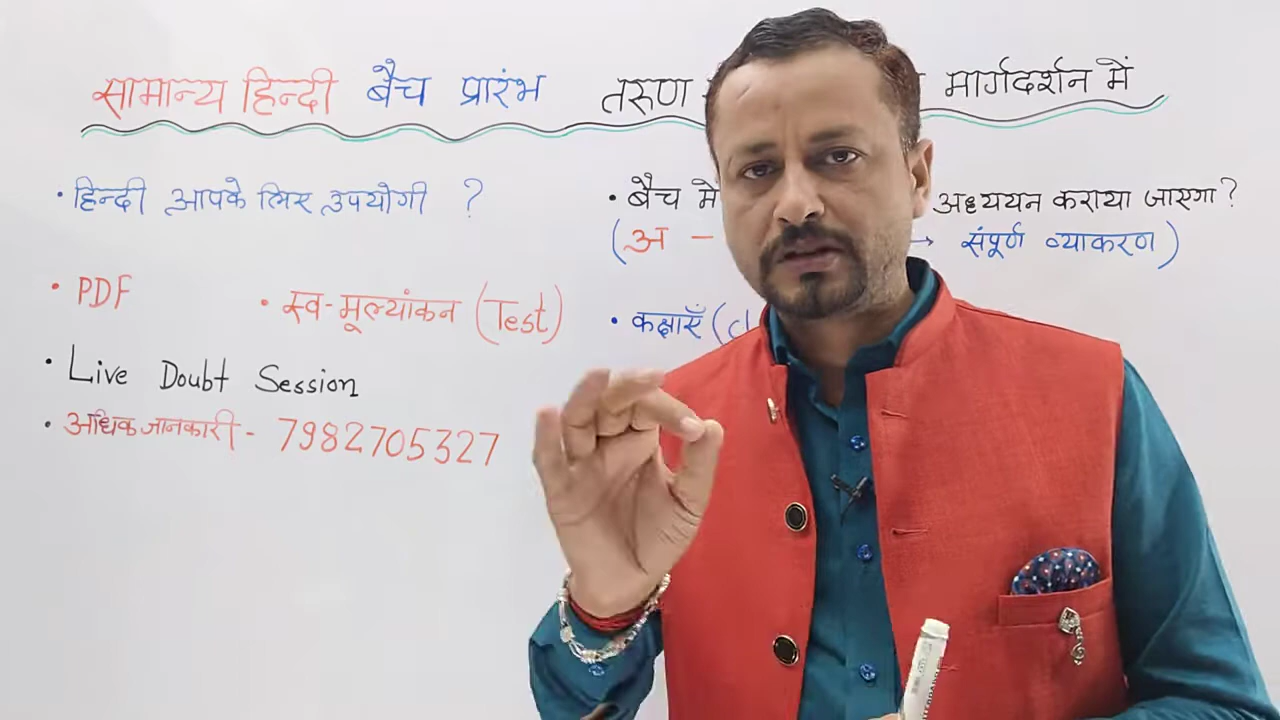 सामान्य हिन्दी बैच प्रारंभ तरुण मार्गदर्शन में
• हिन्दी आपके लिए उपयोगी ?
• बैच में अध्ययन कराया जाएगा ?
(अ – → संपूर्ण व्याकरण)
• PDF • स्व-मूल्यांकन (Test)
• कक्षाएँ (cl
• Live Doubt Session
• अधिक जानकारी - 7982705327